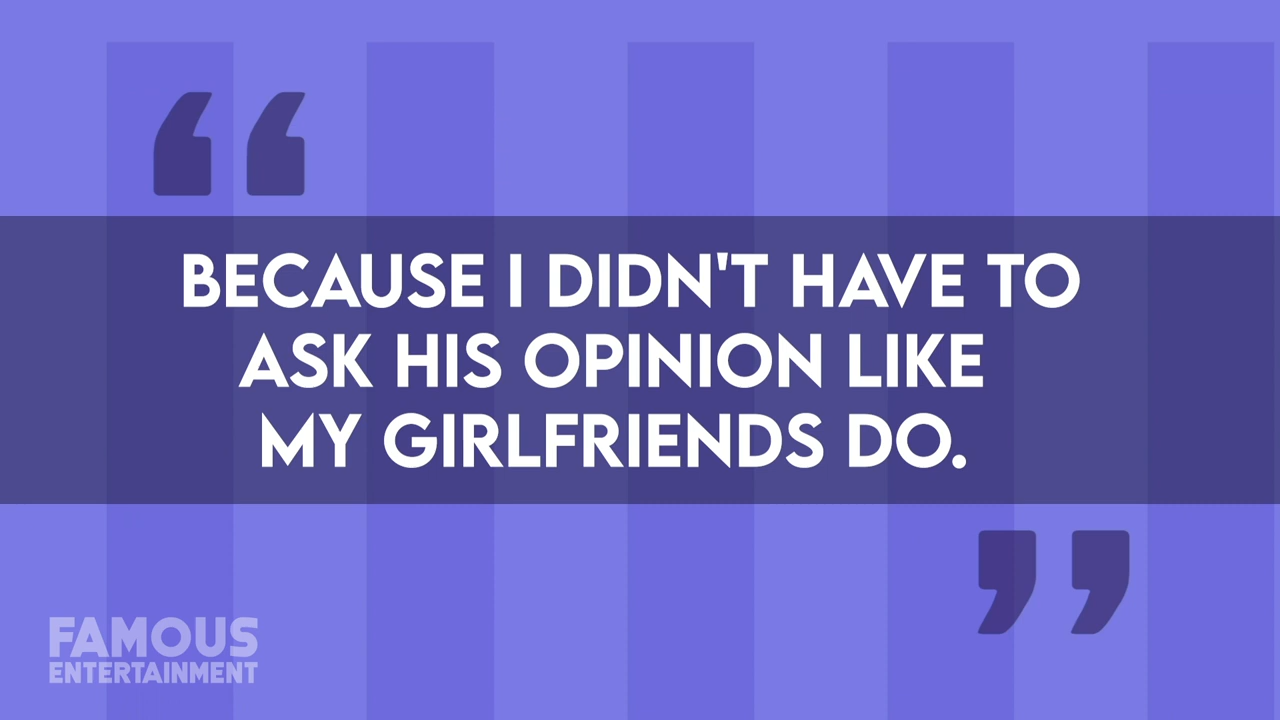 “
BECAUSE I DIDN'T HAVE TO
ASK HIS OPINION LIKE
MY GIRLFRIENDS DO.
”
FAMOUS
ENTERTAINMENT